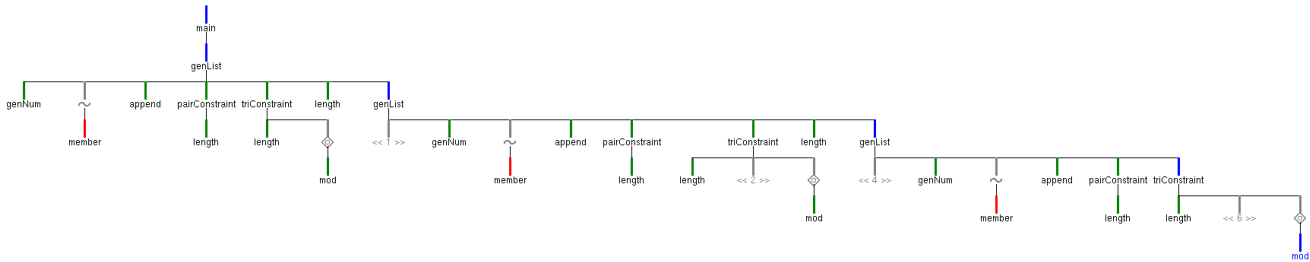 main
genList
genNum ~ append pairConstraint triConstraint length genList
member length length << 1 >> genNum ~ append pairConstraint triConstraint length genList
mod member length length << 2 >> << 4 >> genNum ~ append pairConstraint triConstraint
mod member length length << 6 >>
mod